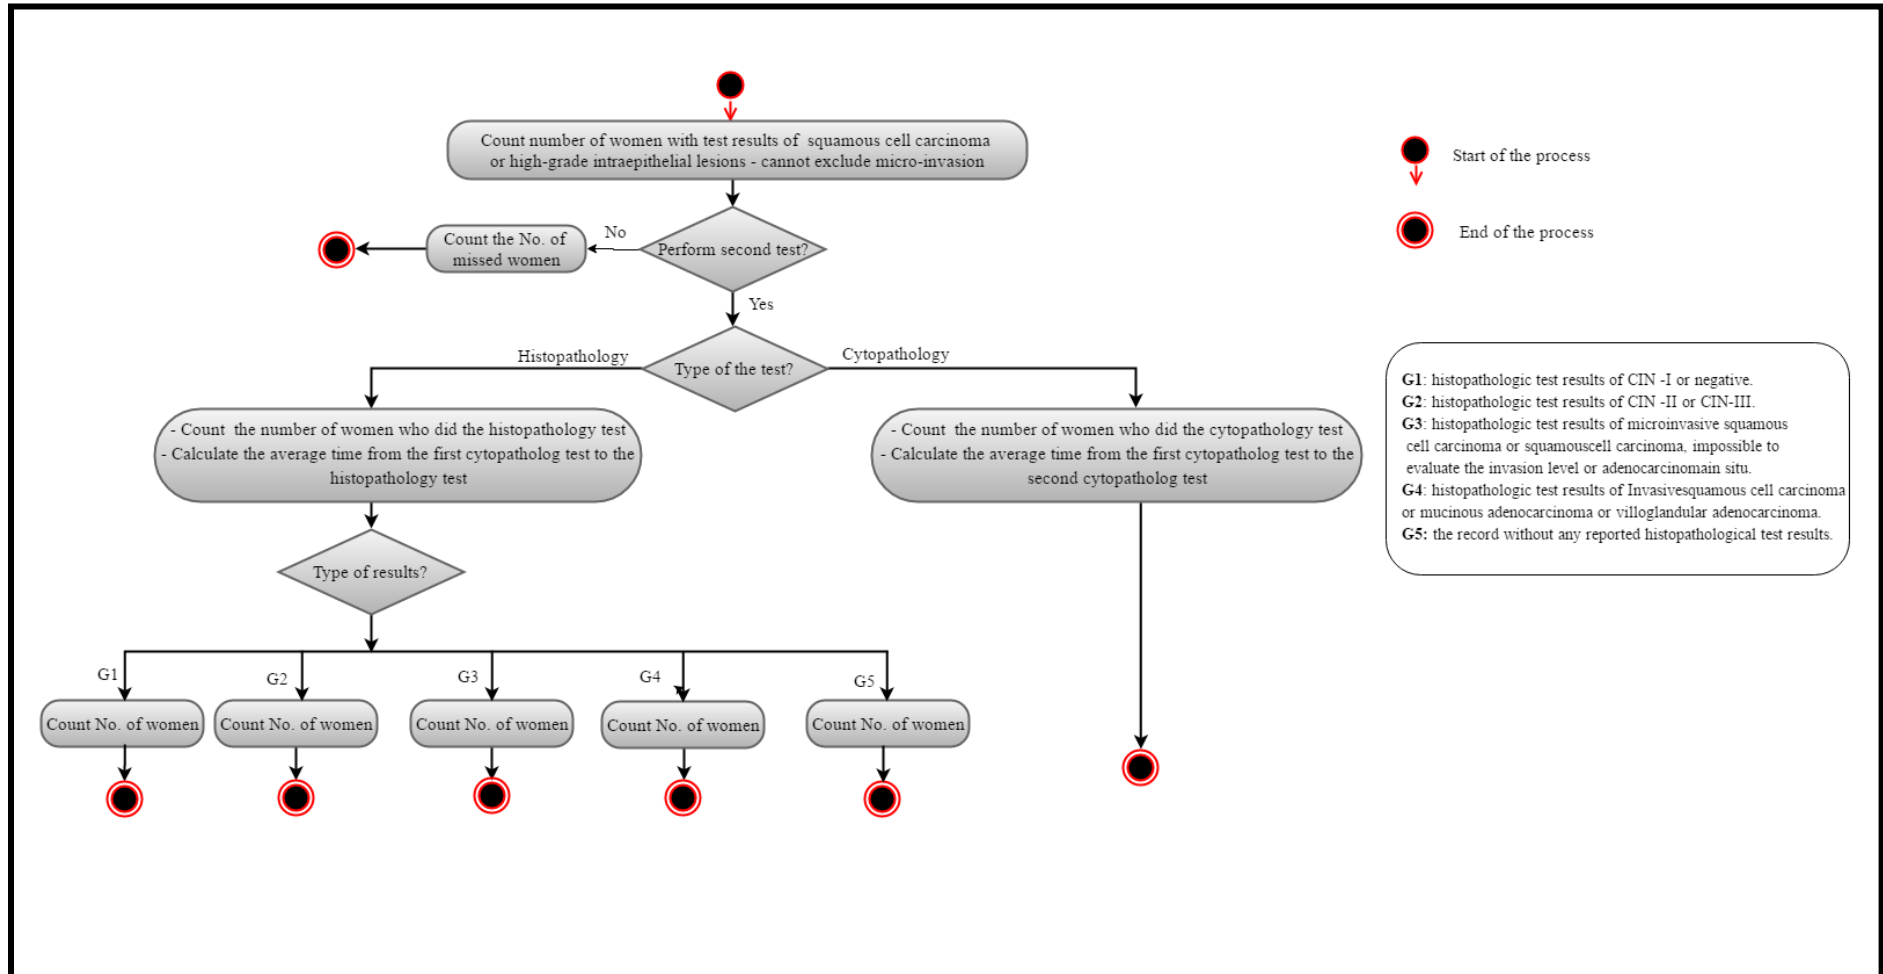 Count number of women with test results of squamous cell carcinoma
or high-grade intraepithelial lesions - cannot exclude micro-invasion
Start of the process
No
Count the No. of
missed women
Perform second test?
End of the process
Yes
Histopathology
Type of the test?
Cytopathology
- Count the number of women who did the histopathology test
- Calculate the average time from the first cytopatholog test to the
histopathology test
- Count the number of women who did the cytopathology test
- Calculate the average time from the first cytopatholog test to the
second cytopatholog test
G1: histopathologic test results of CIN -I or negative.
G2: histopathologic test results of CIN -II or CIN-III.
G3: histopathologic test results of microinvasive squamous
cell carcinoma or squamouscell carcinoma, impossible to
evaluate the invasion level or adenocarcinomain situ.
G4: histopathologic test results of Invasivesquamous cell carcinoma
or mucinous adenocarcinoma or villoglandular adenocarcinoma.
G5: the record without any reported histopathological test results.
Type of results?
G1
G2
G3
G4
G5
Count No. of women
Count No. of women
Count No. of women
Count No. of women
Count No. of women